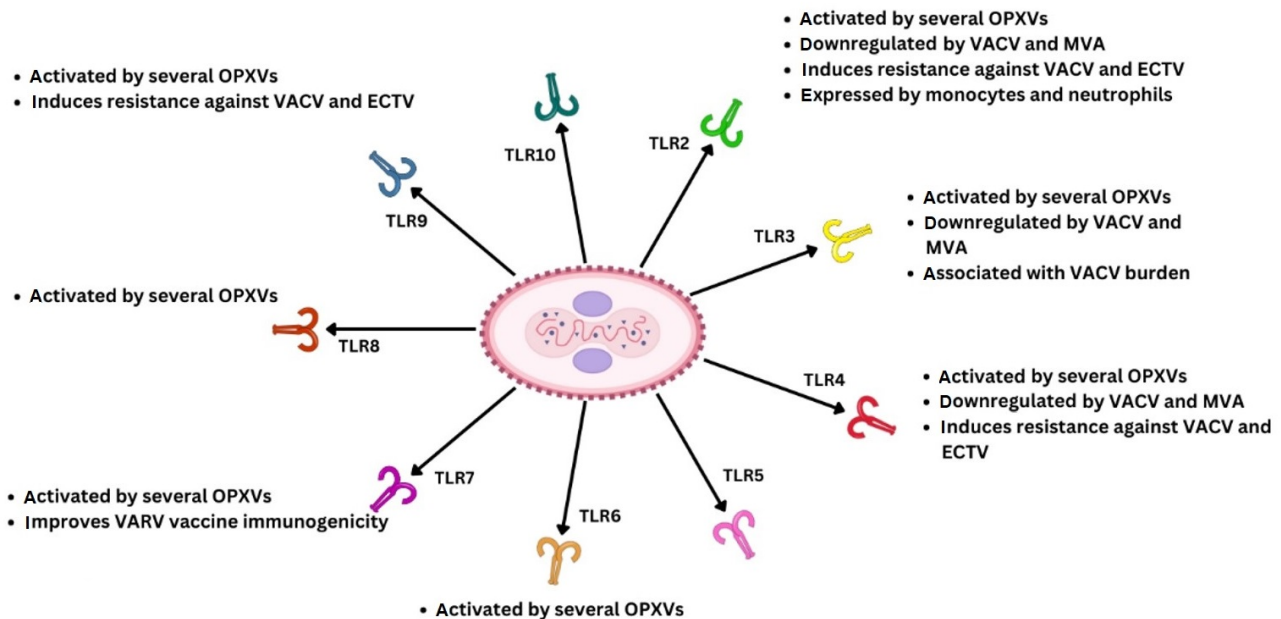 • Activated by several OPXVs
• Downregulated by VACV and MVA
• Induces resistance against VACV and ECTV
• Expressed by monocytes and neutrophils
• Activated by several OPXVs
• Induces resistance against VACV and ECTV
TLR10
TLR2
TLR9
TLR3
• Activated by several OPXVs
• Downregulated by VACV and
MVA
• Associated with VACV burden
• Activated by several OPXVs
TLR8
TLR4
• Activated by several OPXVs
• Downregulated by VACV and MVA
• Induces resistance against VACV and
ECTV
TLR7
TLR5
• Activated by several OPXVs
• Improves VARV vaccine immunogenicity
TLR6
• Activated by several OPXVs